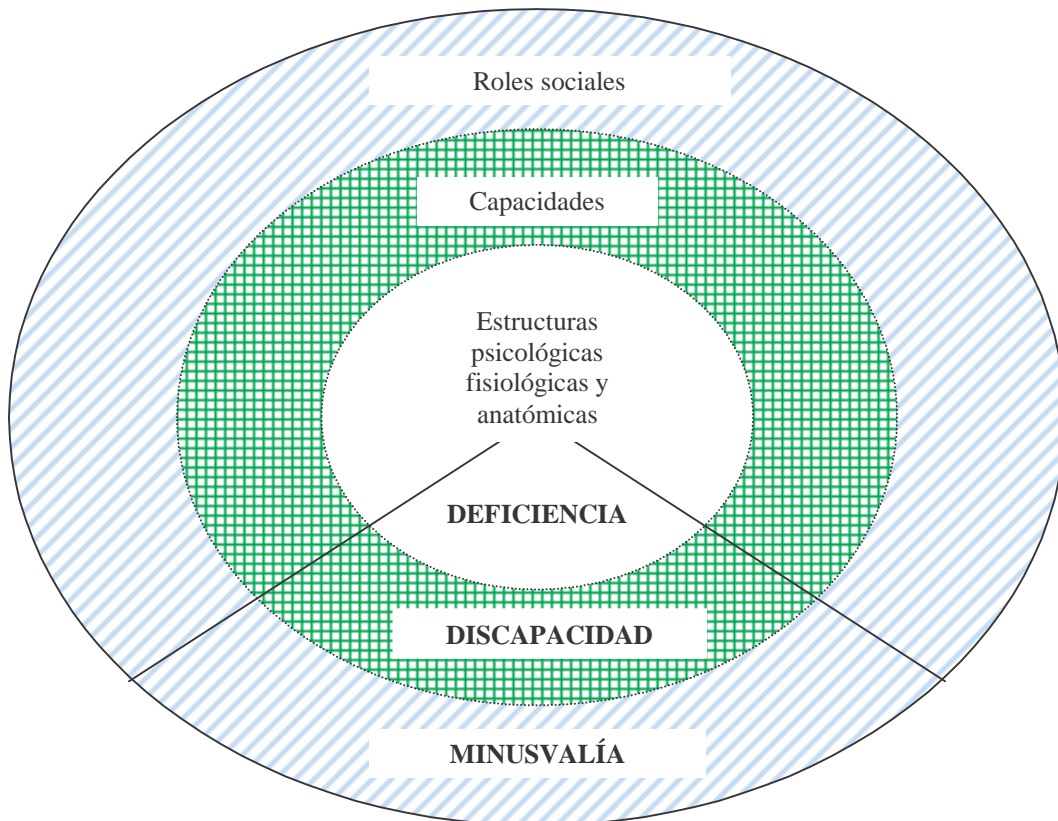 Roles sociales
Capacidades
Estructuras
psicológicas
fisiológicas y
anatómicas
DEFICIENCIA
DISCAPACIDAD
MINUSVALÍA